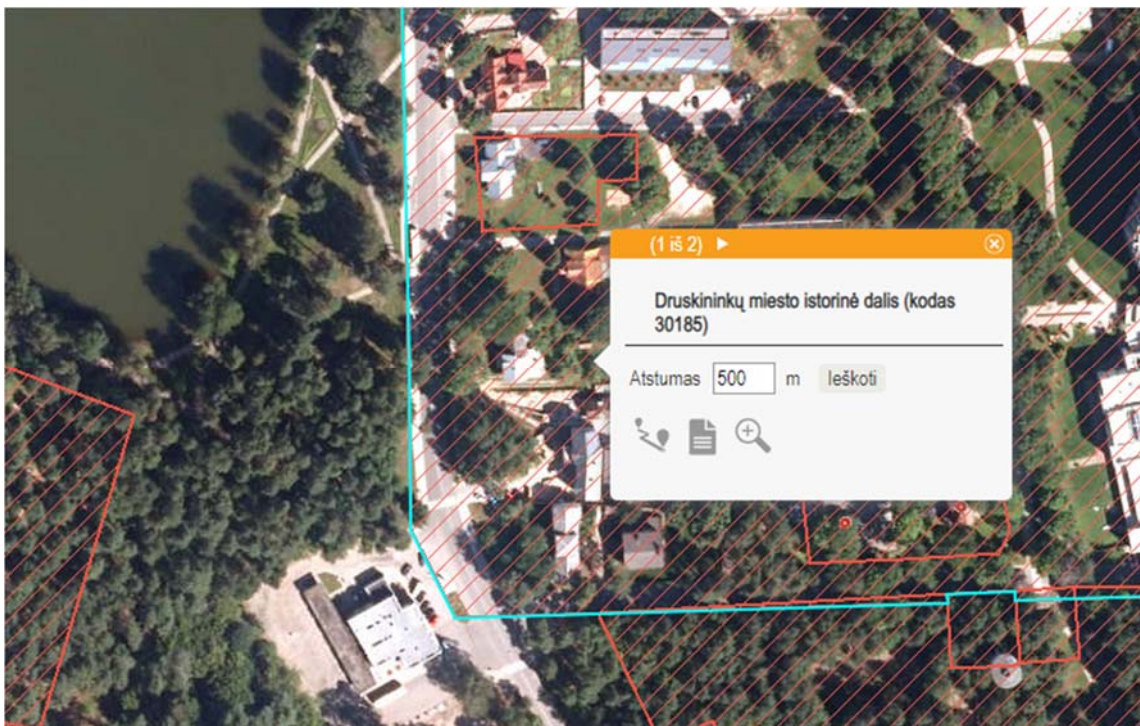 (1 iš 2)
Druskininkų miesto istorinė dalis (kodas
30185)
Atstumas 500 m Ieškoti